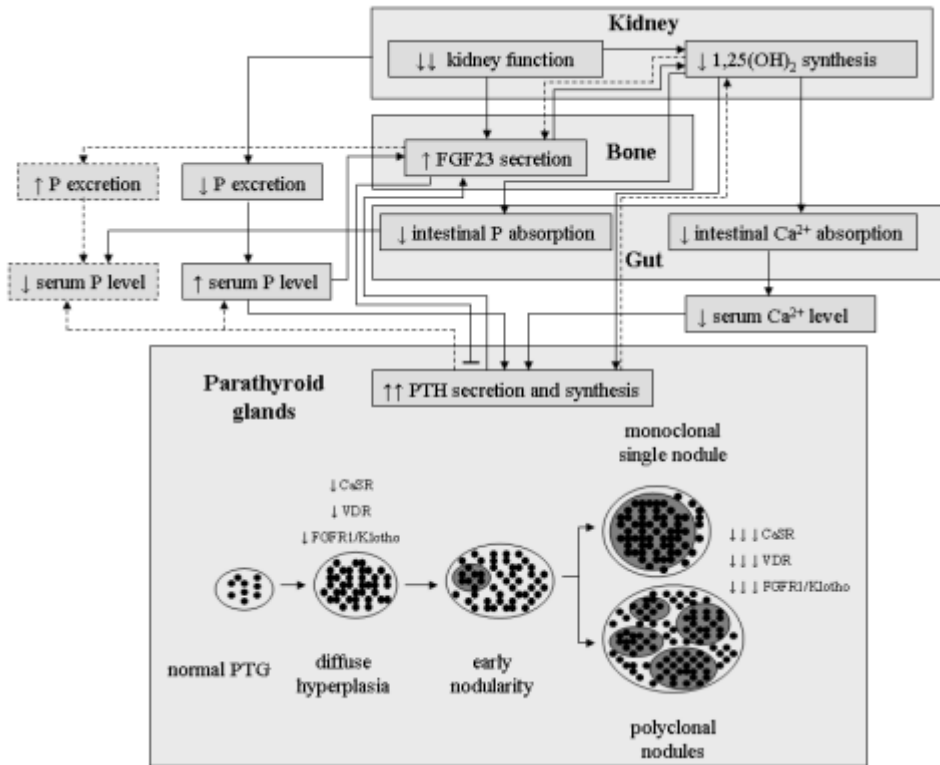 Kidney
↓↓ kidney function
↓ 1,25(OH)₂ synthesis
↑ FGF23 secretion
Bone
↑ P excretion
↓ P excretion
↓ intestinal P absorption
↓ intestinal Ca²⁺ absorption
Gut
↓ serum P level
↑ serum P level
↓ serum Ca²⁺ level
Parathyroid
glands
↑↑ PTH secretion and synthesis
monoclonal
single nodule
↓ CaSR
↓ VDR
↓ FGFR1/Klotho
↓↓↓ CaSR
↓↓↓ VDR
↓↓↓ FGFR1/Klotho
normal PTG
diffuse
hyperplasia
early
nodularity
polyclonal
nodules